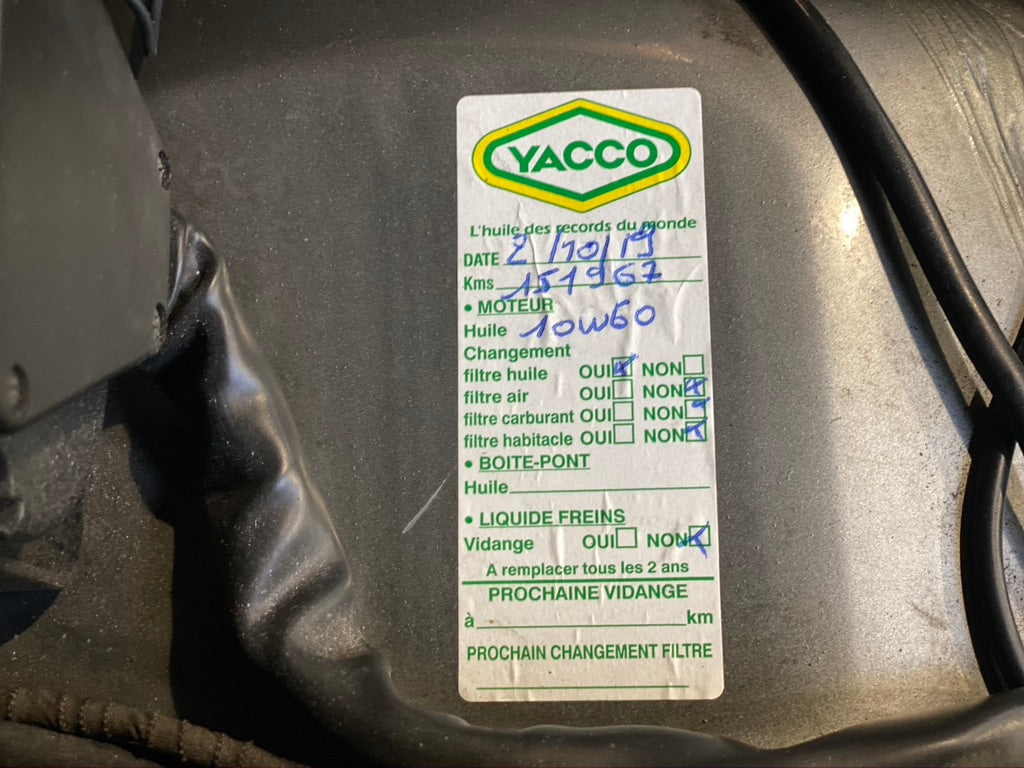 YACCO
L'huile des records du monde
DATE 2/10/19
Kms 151967
• MOTEUR
Huile 10W60
Changement
filtre huile OUI NON
filtre air OUI NON
filtre carburant OUI NON
filtre habitacle OUI NON
• BOITE-PONT
Huile
• LIQUIDE FREINS
Vidange OUI NON
A remplacer tous les 2 ans
PROCHAINE VIDANGE
à km
PROCHAIN CHANGEMENT FILTRE